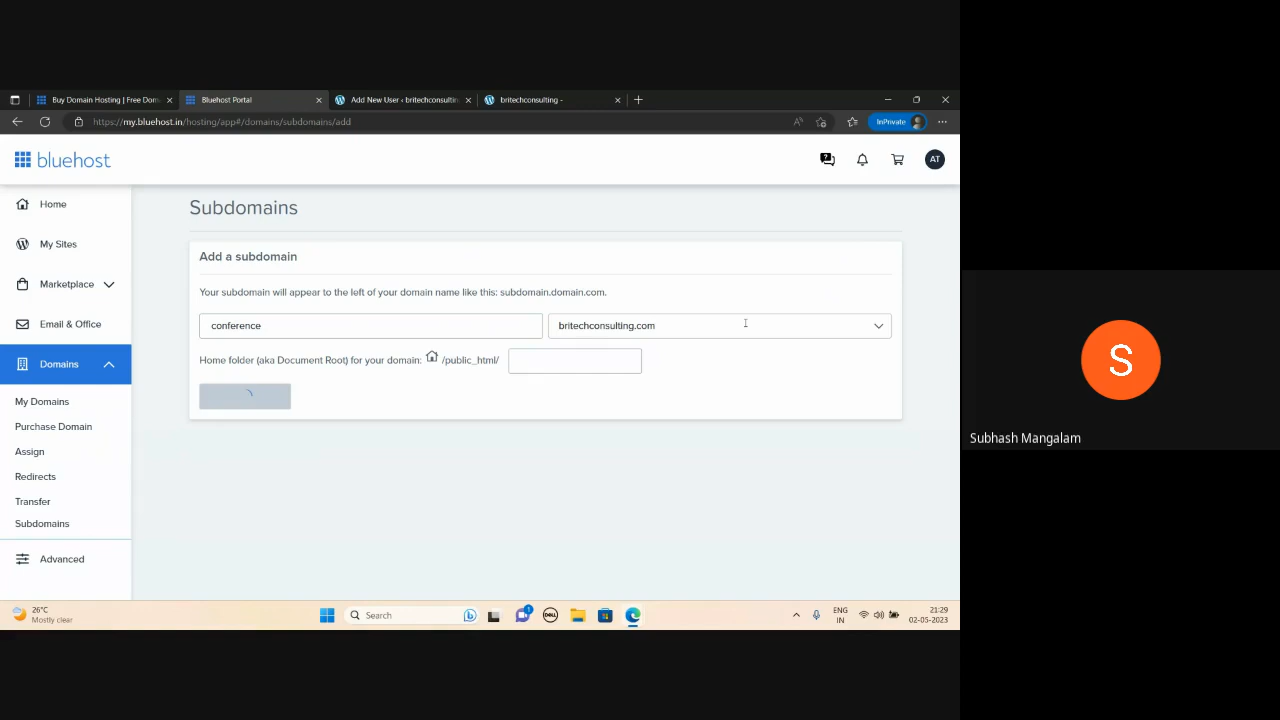 Buy Domain Hosting | Free Dom
Bluehost Portal
Add New User ‹ britechconsultin
britechconsulting -
https://my.bluehost.in/hosting/app#/domains/subdomains/add
InPrivate
bluehost
AT
Home
My Sites
Marketplace
Email & Office
Domains
My Domains
Purchase Domain
Assign
Redirects
Transfer
Subdomains
Advanced
Subdomains
Add a subdomain
Your subdomain will appear to the left of your domain name like this: subdomain.domain.com.
conference
britechconsulting.com
Home folder (aka Document Root) for your domain: /public_html/
S
Subhash Mangalam
26°C
Mostly clear
Search
1
DELL
ENG
IN
21:29
02-05-2023